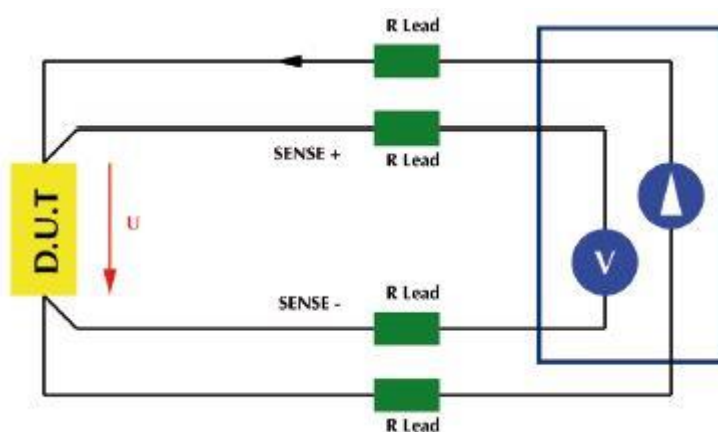 R Lead
SENSE +
R Lead
D.U.T
U
V
R Lead
SENSE -
R Lead